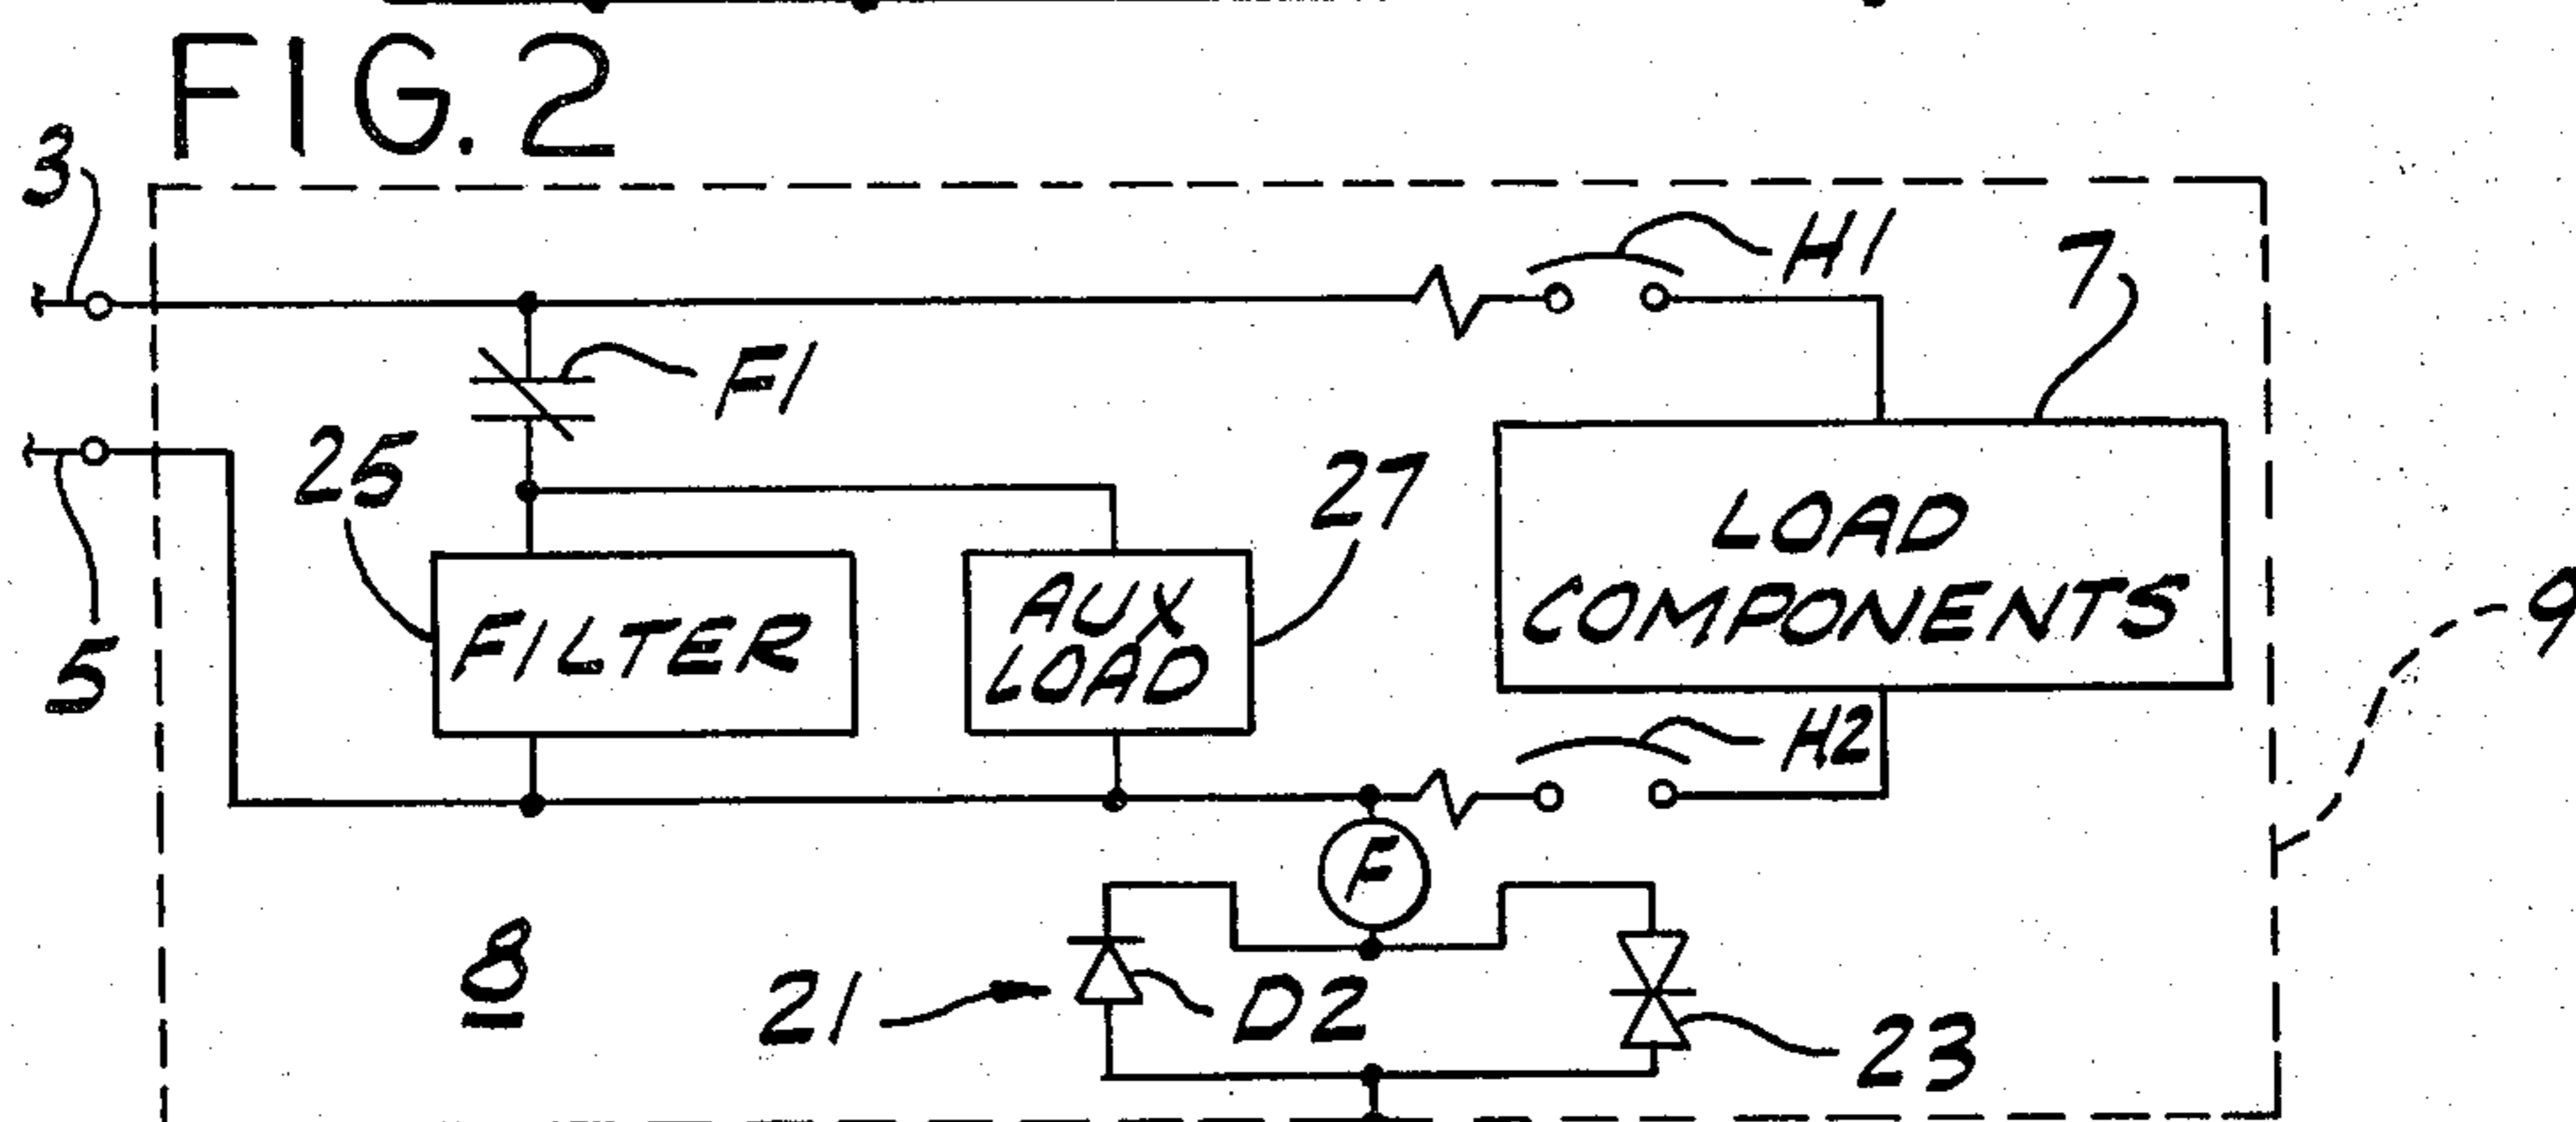 FIG. 2
3
H1
7
F1
25
27
LOAD
COMPONENTS
AUX
LOAD
FILTER
9
5
H2
F
8
21
D2
23